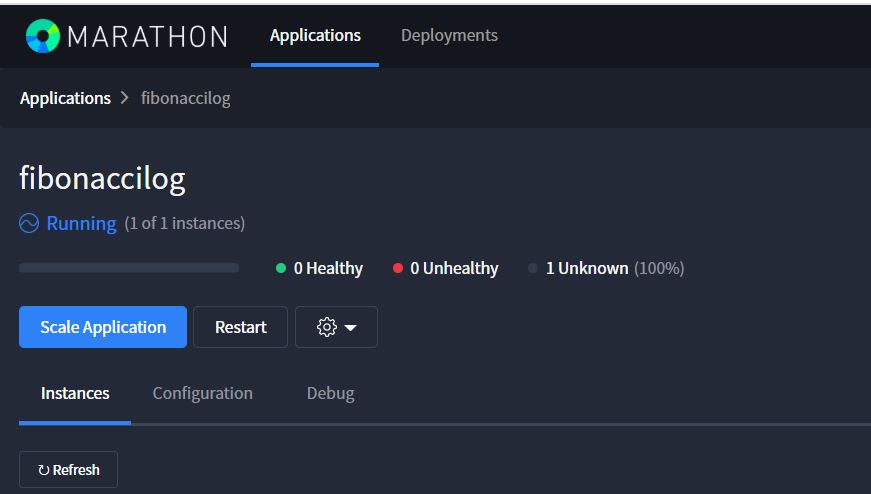 MARATHON Applications Deployments
Applications > fibonaccilog
fibonaccilog
Running (1 of 1 instances)
0 Healthy 0 Unhealthy 1 Unknown (100%)
Scale Application Restart
Instances Configuration Debug
Refresh